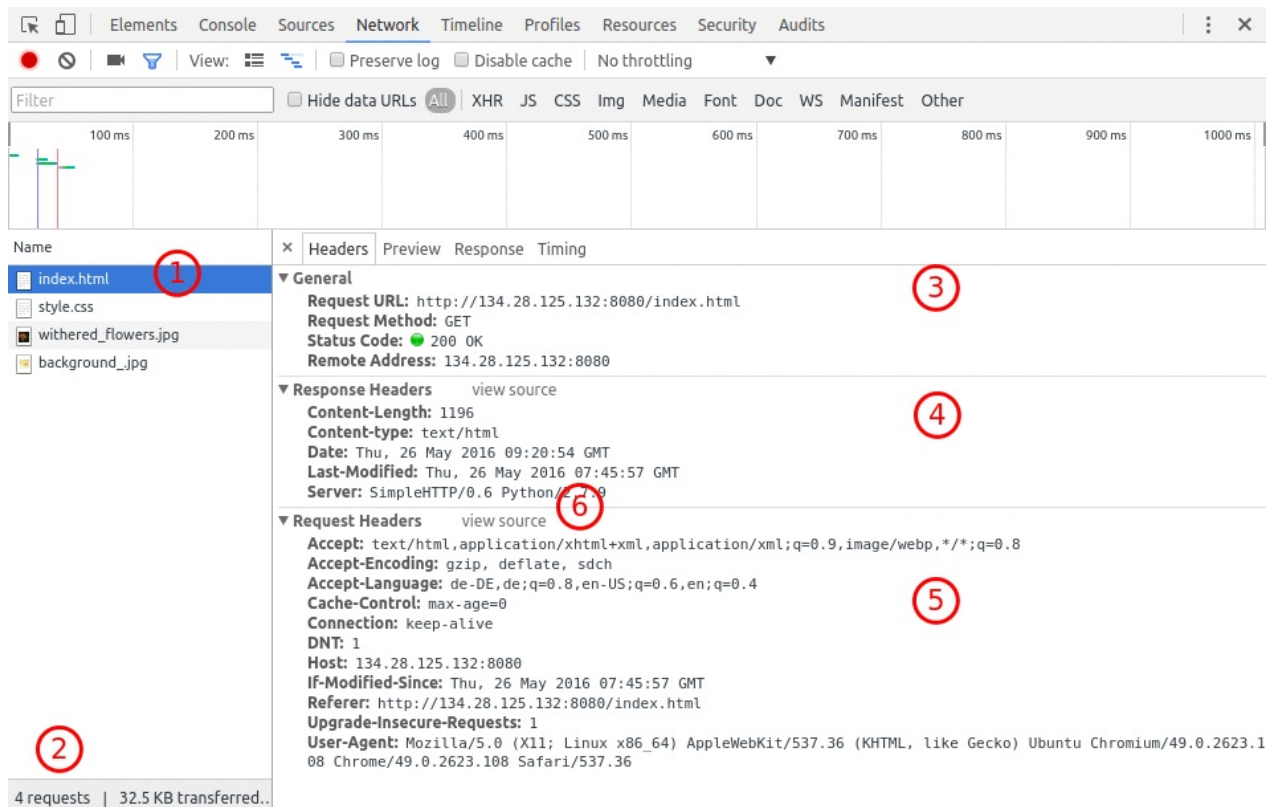 Elements Console Sources Network Timeline Profiles Resources Security Audits
View: Preserve log Disable cache No throttling
Filter Hide data URLs All XHR JS CSS Img Media Font Doc WS Manifest Other
100 ms 200 ms 300 ms 400 ms 500 ms 600 ms 700 ms 800 ms 900 ms 1000 ms
Name
1
index.html
style.css
withered_flowers.jpg
background_.jpg
2
4 requests | 32.5 KB transferred..
× Headers Preview Response Timing
General
3
Request URL: http://134.28.125.132:8080/index.html
Request Method: GET
Status Code: 200 OK
Remote Address: 134.28.125.132:8080
Response Headers view source
4
Content-Length: 1196
Content-type: text/html
Date: Thu, 26 May 2016 09:20:54 GMT
Last-Modified: Thu, 26 May 2016 07:45:57 GMT
Server: SimpleHTTP/0.6 Python/2.7.9
6
Request Headers view source
Accept: text/html,application/xhtml+xml,application/xml;q=0.9,image/webp,*/*;q=0.8
Accept-Encoding: gzip, deflate, sdch
Accept-Language: de-DE,de;q=0.8,en-US;q=0.6,en;q=0.4
5
Cache-Control: max-age=0
Connection: keep-alive
DNT: 1
Host: 134.28.125.132:8080
If-Modified-Since: Thu, 26 May 2016 07:45:57 GMT
Referer: http://134.28.125.132:8080/index.html
Upgrade-Insecure-Requests: 1
User-Agent: Mozilla/5.0 (X11; Linux x86_64) AppleWebKit/537.36 (KHTML, like Gecko) Ubuntu Chromium/49.0.2623.1
08 Chrome/49.0.2623.108 Safari/537.36